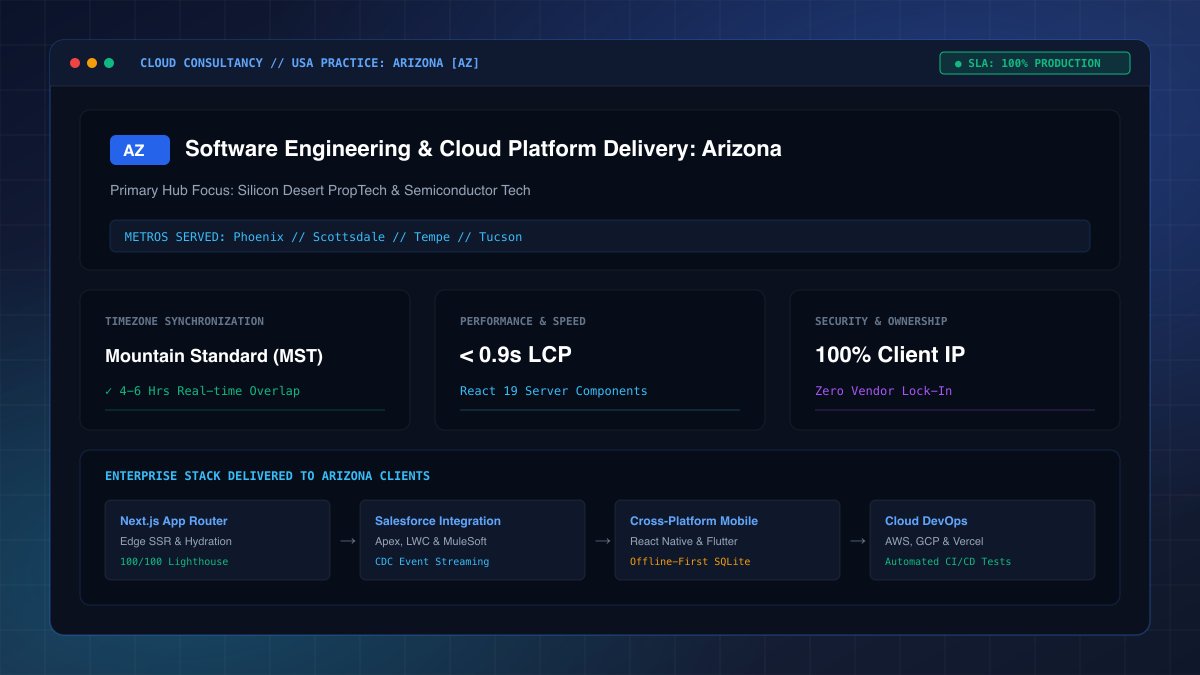 CLOUD CONSULTANCY // USA PRACTICE: ARIZONA [AZ]
● SLA: 100% PRODUCTION
AZ
Software Engineering & Cloud Platform Delivery: Arizona
Primary Hub Focus: Silicon Desert PropTech & Semiconductor Tech
METROS SERVED: Phoenix // Scottsdale // Tempe // Tucson
TIMEZONE SYNCHRONIZATION
Mountain Standard (MST)
✓ 4–6 Hrs Real-time Overlap
PERFORMANCE & SPEED
< 0.9s LCP
React 19 Server Components
SECURITY & OWNERSHIP
100% Client IP
Zero Vendor Lock-In
ENTERPRISE STACK DELIVERED TO ARIZONA CLIENTS
Next.js App Router
Edge SSR & Hydration
100/100 Lighthouse
→
Salesforce Integration
Apex, LWC & MuleSoft
CDC Event Streaming
→
Cross-Platform Mobile
React Native & Flutter
Offline-First SQLite
→
Cloud DevOps
AWS, GCP & Vercel
Automated CI/CD Tests